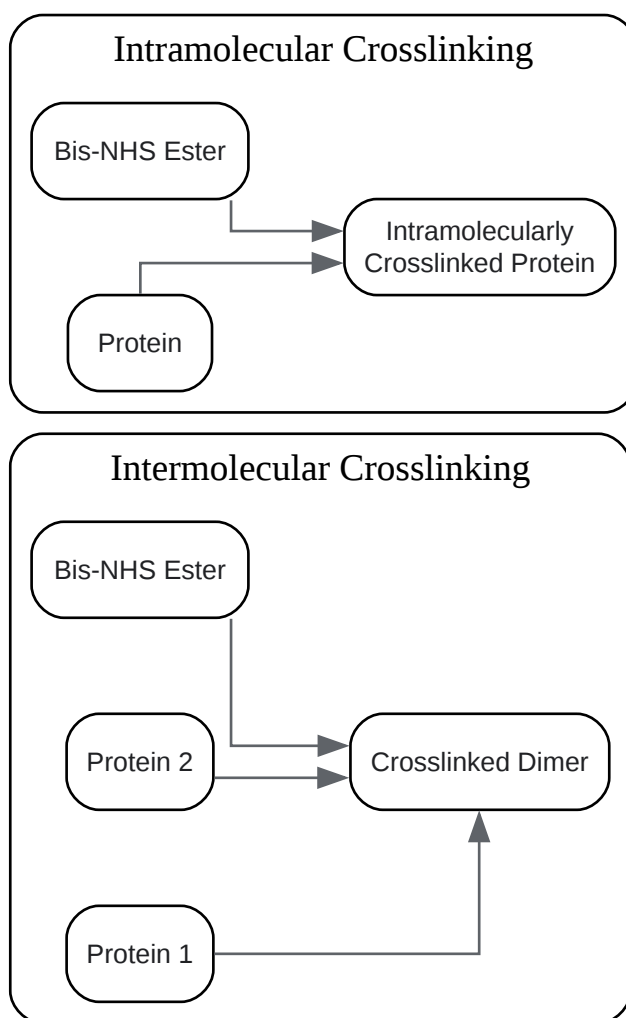 Intramolecular Crosslinking
Bis-NHS Ester
Intramolecularly
Crosslinked Protein
Protein
Intermolecular Crosslinking
Bis-NHS Ester
Protein 2
Crosslinked Dimer
Protein 1